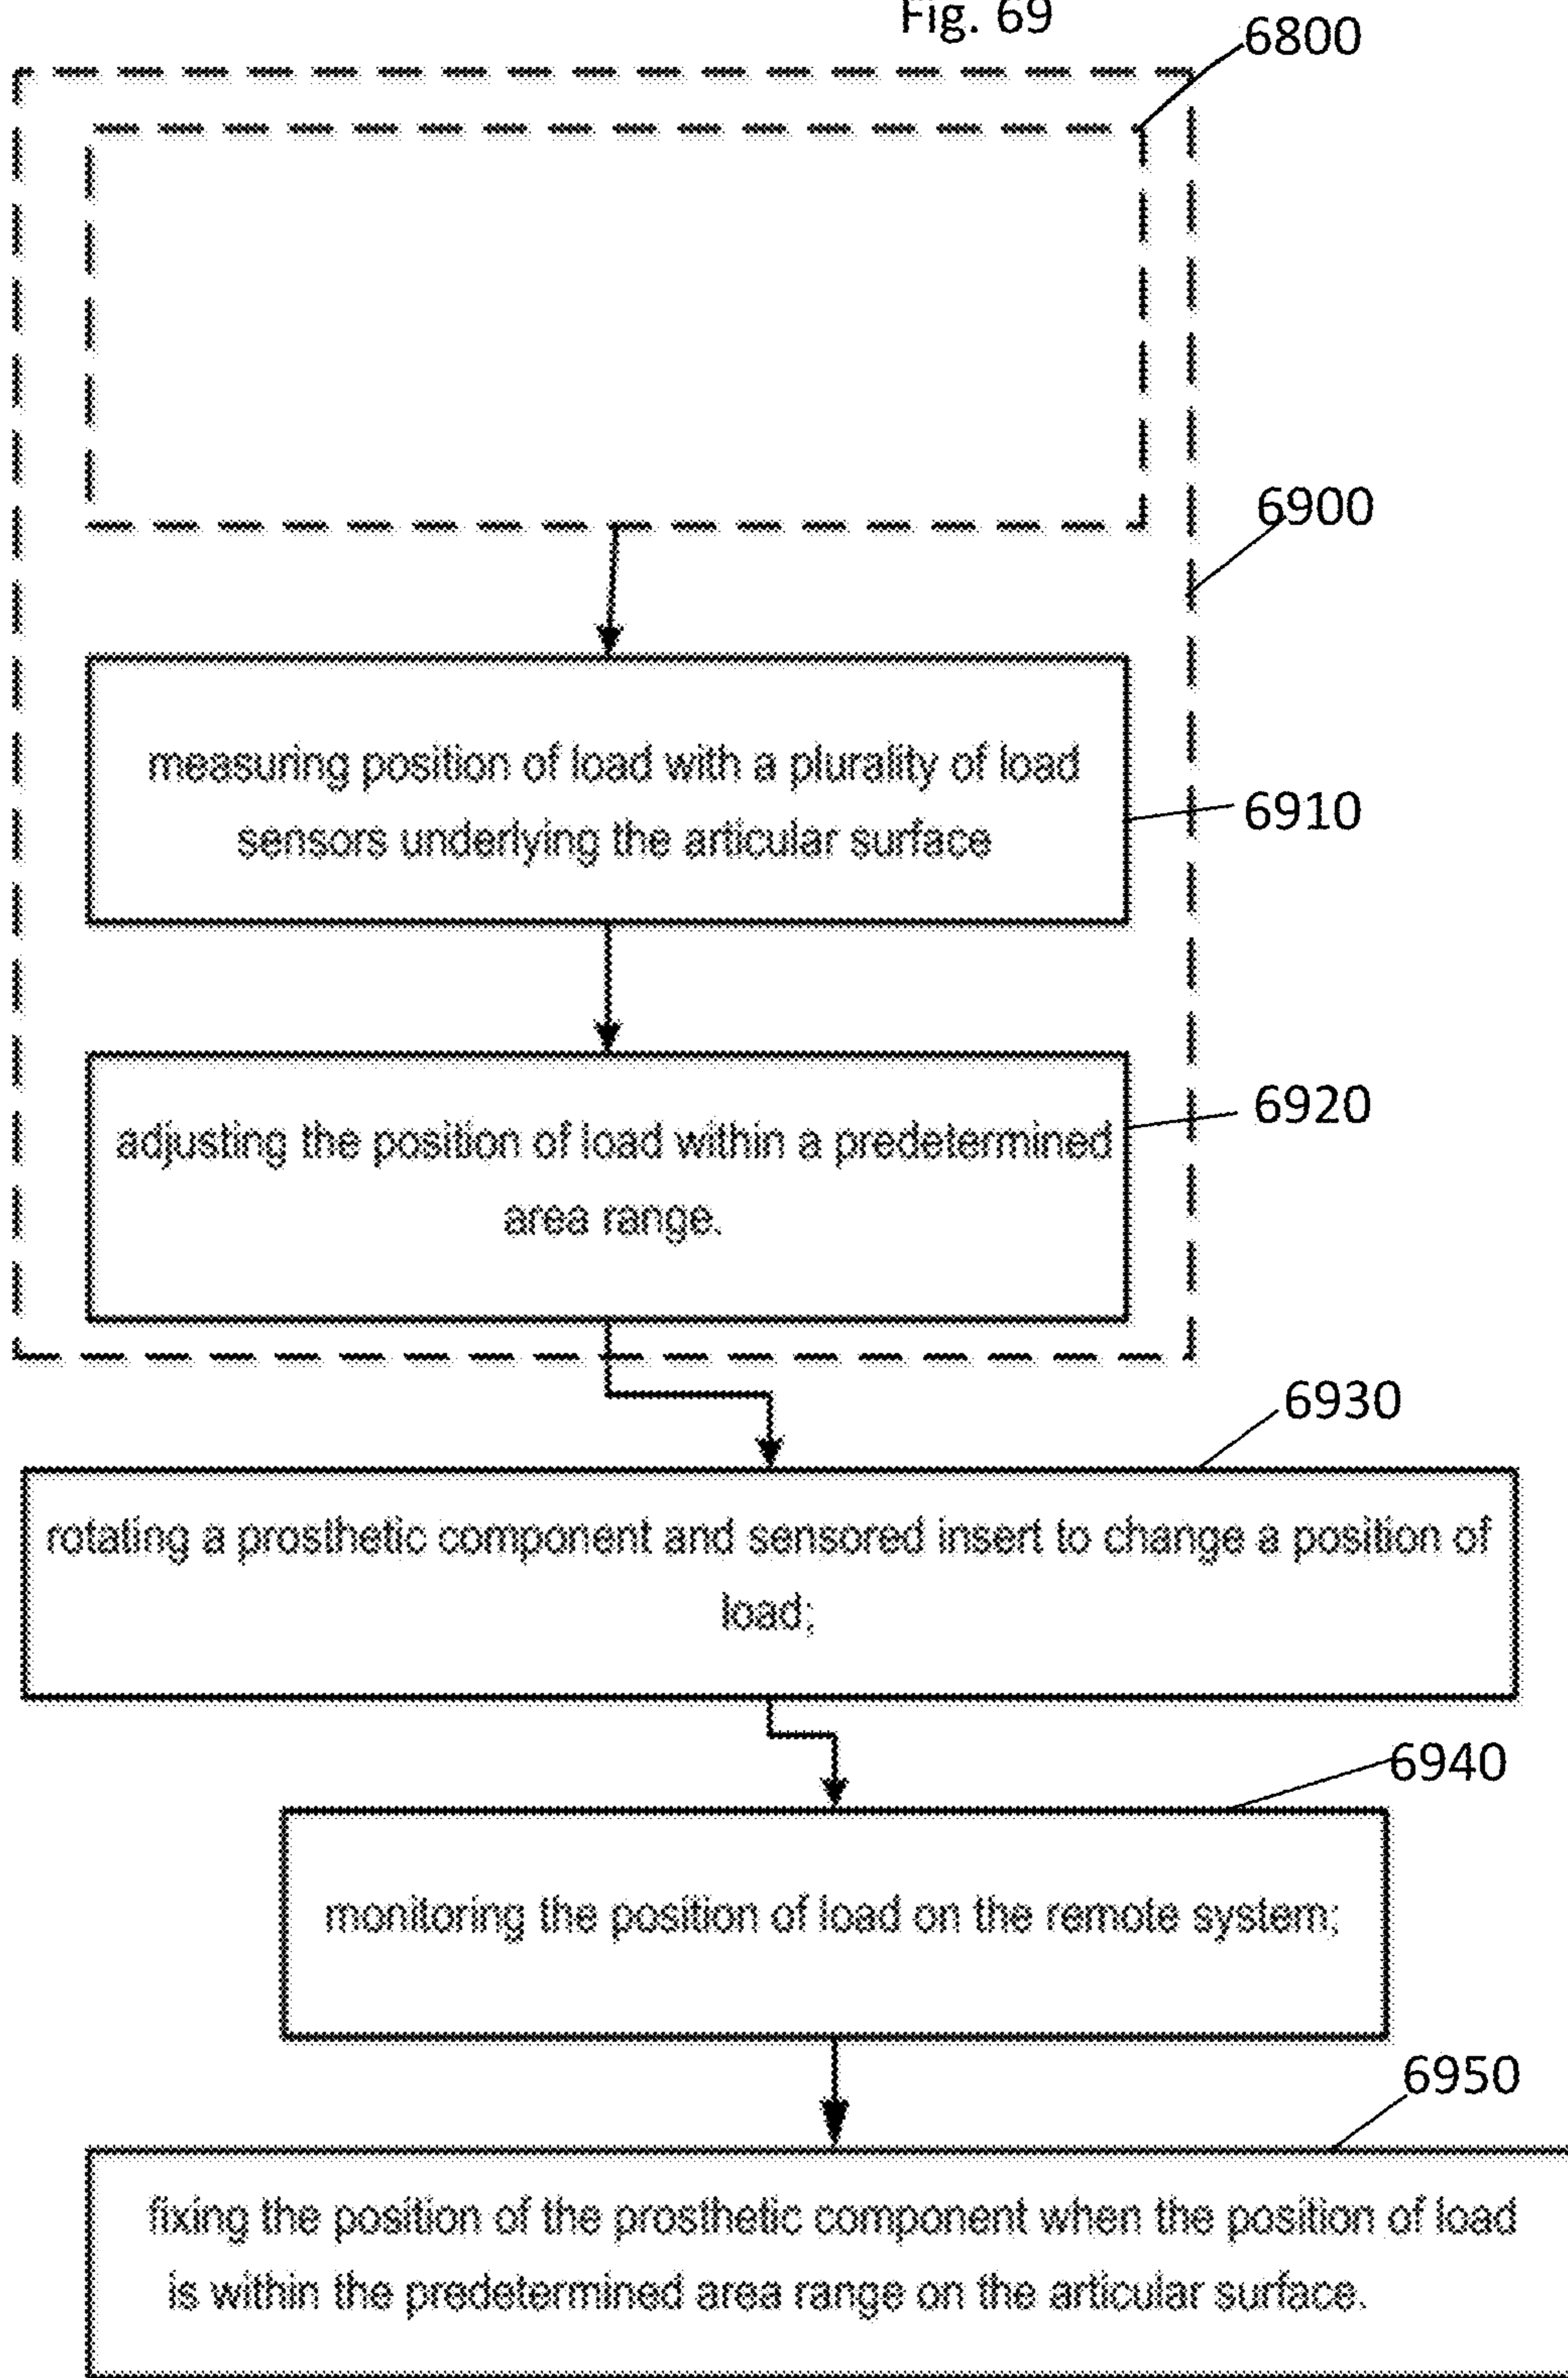 Fig. 69
6800
6900
measuring position of load with a plurality of load
sensors underlying the articular surface
6910
adjusting the position of load within a predetermined
area range.
6920
6930
rotating a prosthetic component and sensored insert to change a position of
load;
6940
monitoring the position of load on the remote system;
6950
fixing the position of the prosthetic component when the position of load
is within the predetermined area range on the articular surface.